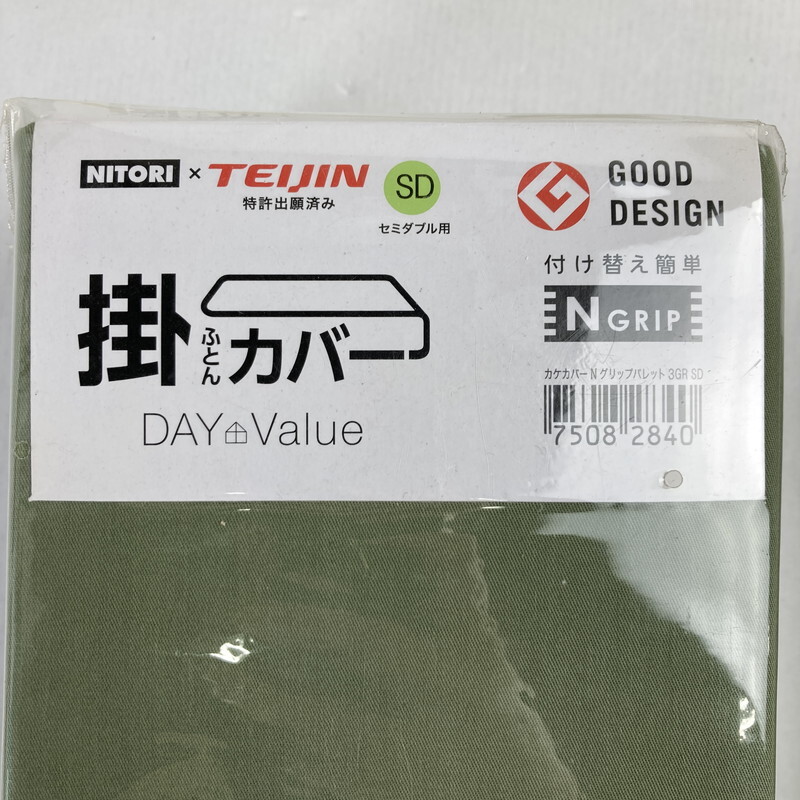 NITORI × TEIJIN
特許出願済み
SD
セミダブル用
GOOD
DESIGN
掛ふとんカバー
DAY Value
付け替え簡単
N GRIP
カケカバーNグリップパレット 3GR SD
7508 2840